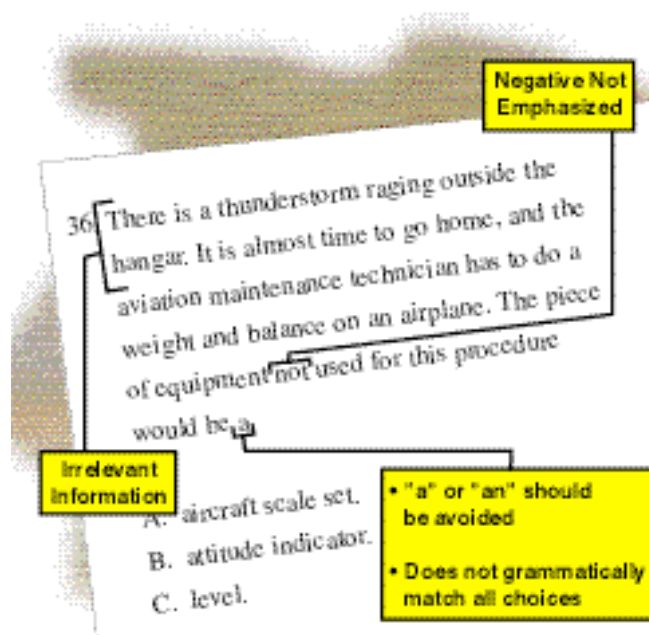 Negative Not
Emphasized
36. There is a thunderstorm raging outside the
hangar. It is almost time to go home, and the
aviation maintenance technician has to do a
weight and balance on an airplane. The piece
of equipment not used for this procedure
would be a
Irrelevant
Information
A. aircraft scale set.
B. attitude indicator.
C. level.
• "a" or "an" should
be avoided
• Does not grammatically
match all choices